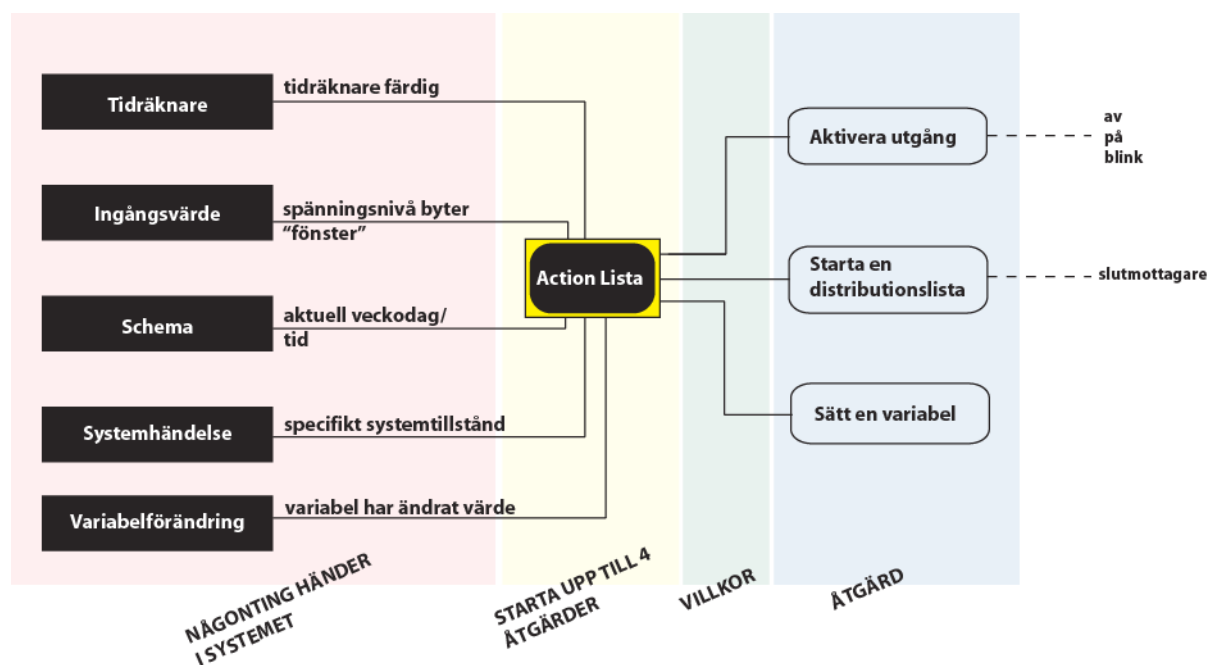 Tidräknare
tidräknare färdig
Ingångsvärde
spänningsnivå byter
“fönster”
Schema
aktuell veckodag/
tid
Systemhändelse
specifikt systemtillstånd
Variabelförändring
variabel har ändrat värde
Action Lista
Aktivera utgång
av
på
blink
Starta en
distributionslista
slutmottagare
Sätt en variabel
NÅGONTING HÄNDER
I SYSTEMET
STARTA UPP TILL 4
ÅTGÄRDER
VILLKOR
ÅTGÄRD